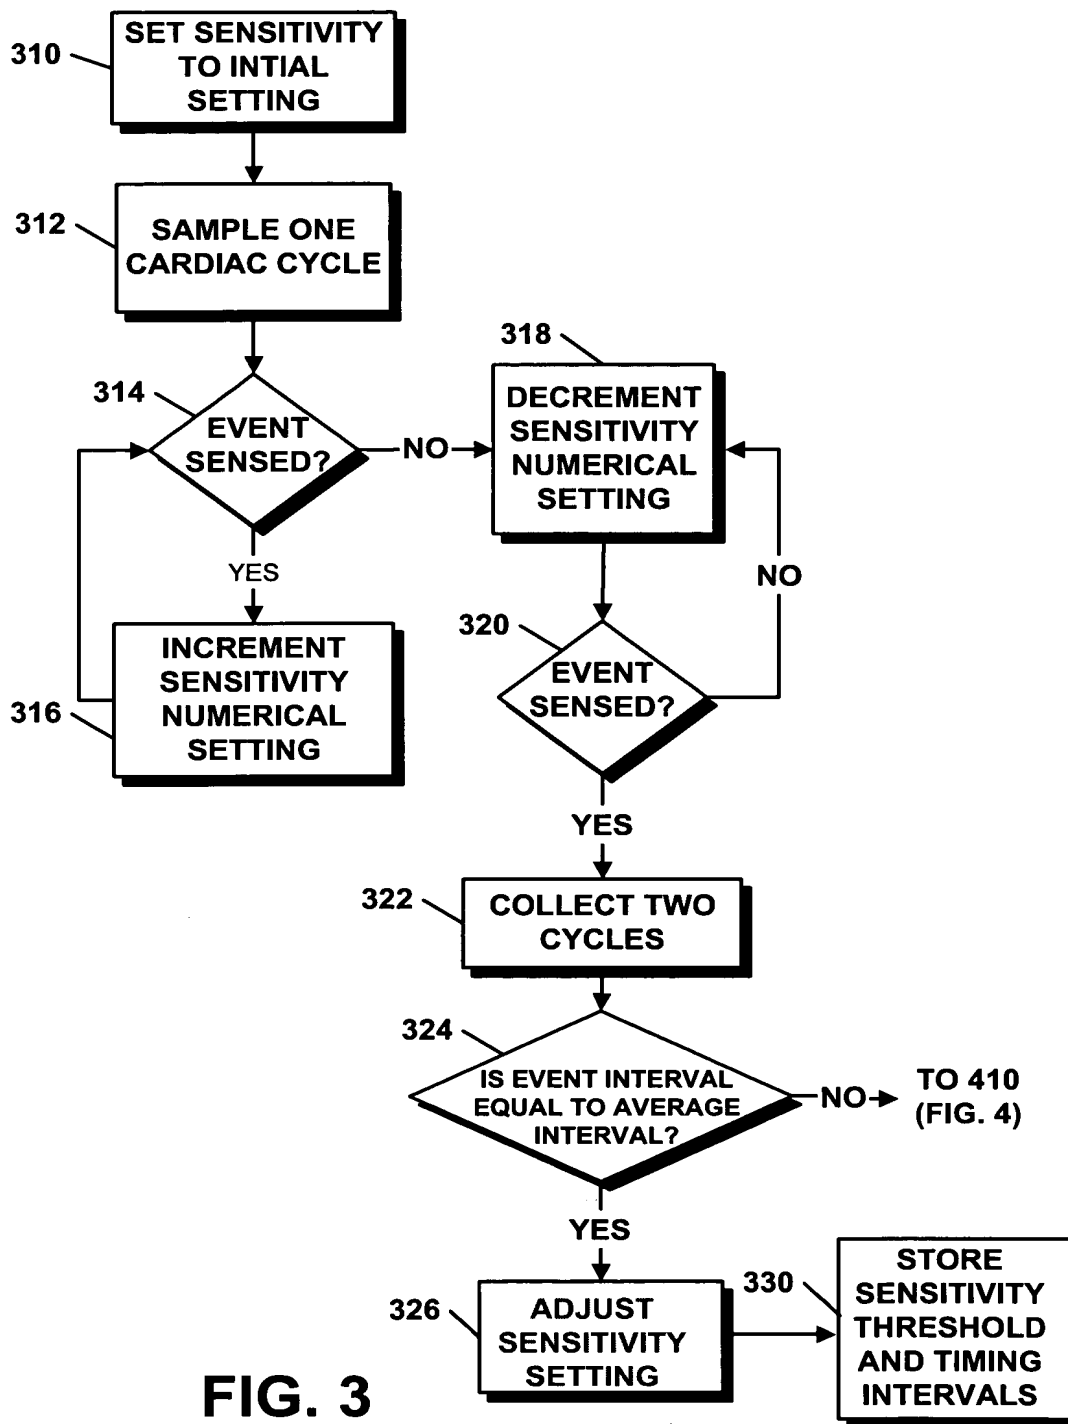 310
SET SENSITIVITY
TO INTIAL
SETTING
312
SAMPLE ONE
CARDIAC CYCLE
314
EVENT
SENSED?
NO
YES
316
INCREMENT
SENSITIVITY
NUMERICAL
SETTING
318
DECREMENT
SENSITIVITY
NUMERICAL
SETTING
320
EVENT
SENSED?
NO
YES
322
COLLECT TWO
CYCLES
324
IS EVENT INTERVAL
EQUAL TO AVERAGE
INTERVAL?
NO
TO 410
(FIG. 4)
YES
326
ADJUST
SENSITIVITY
SETTING
330
STORE
SENSITIVITY
THRESHOLD
AND TIMING
INTERVALS
FIG. 3